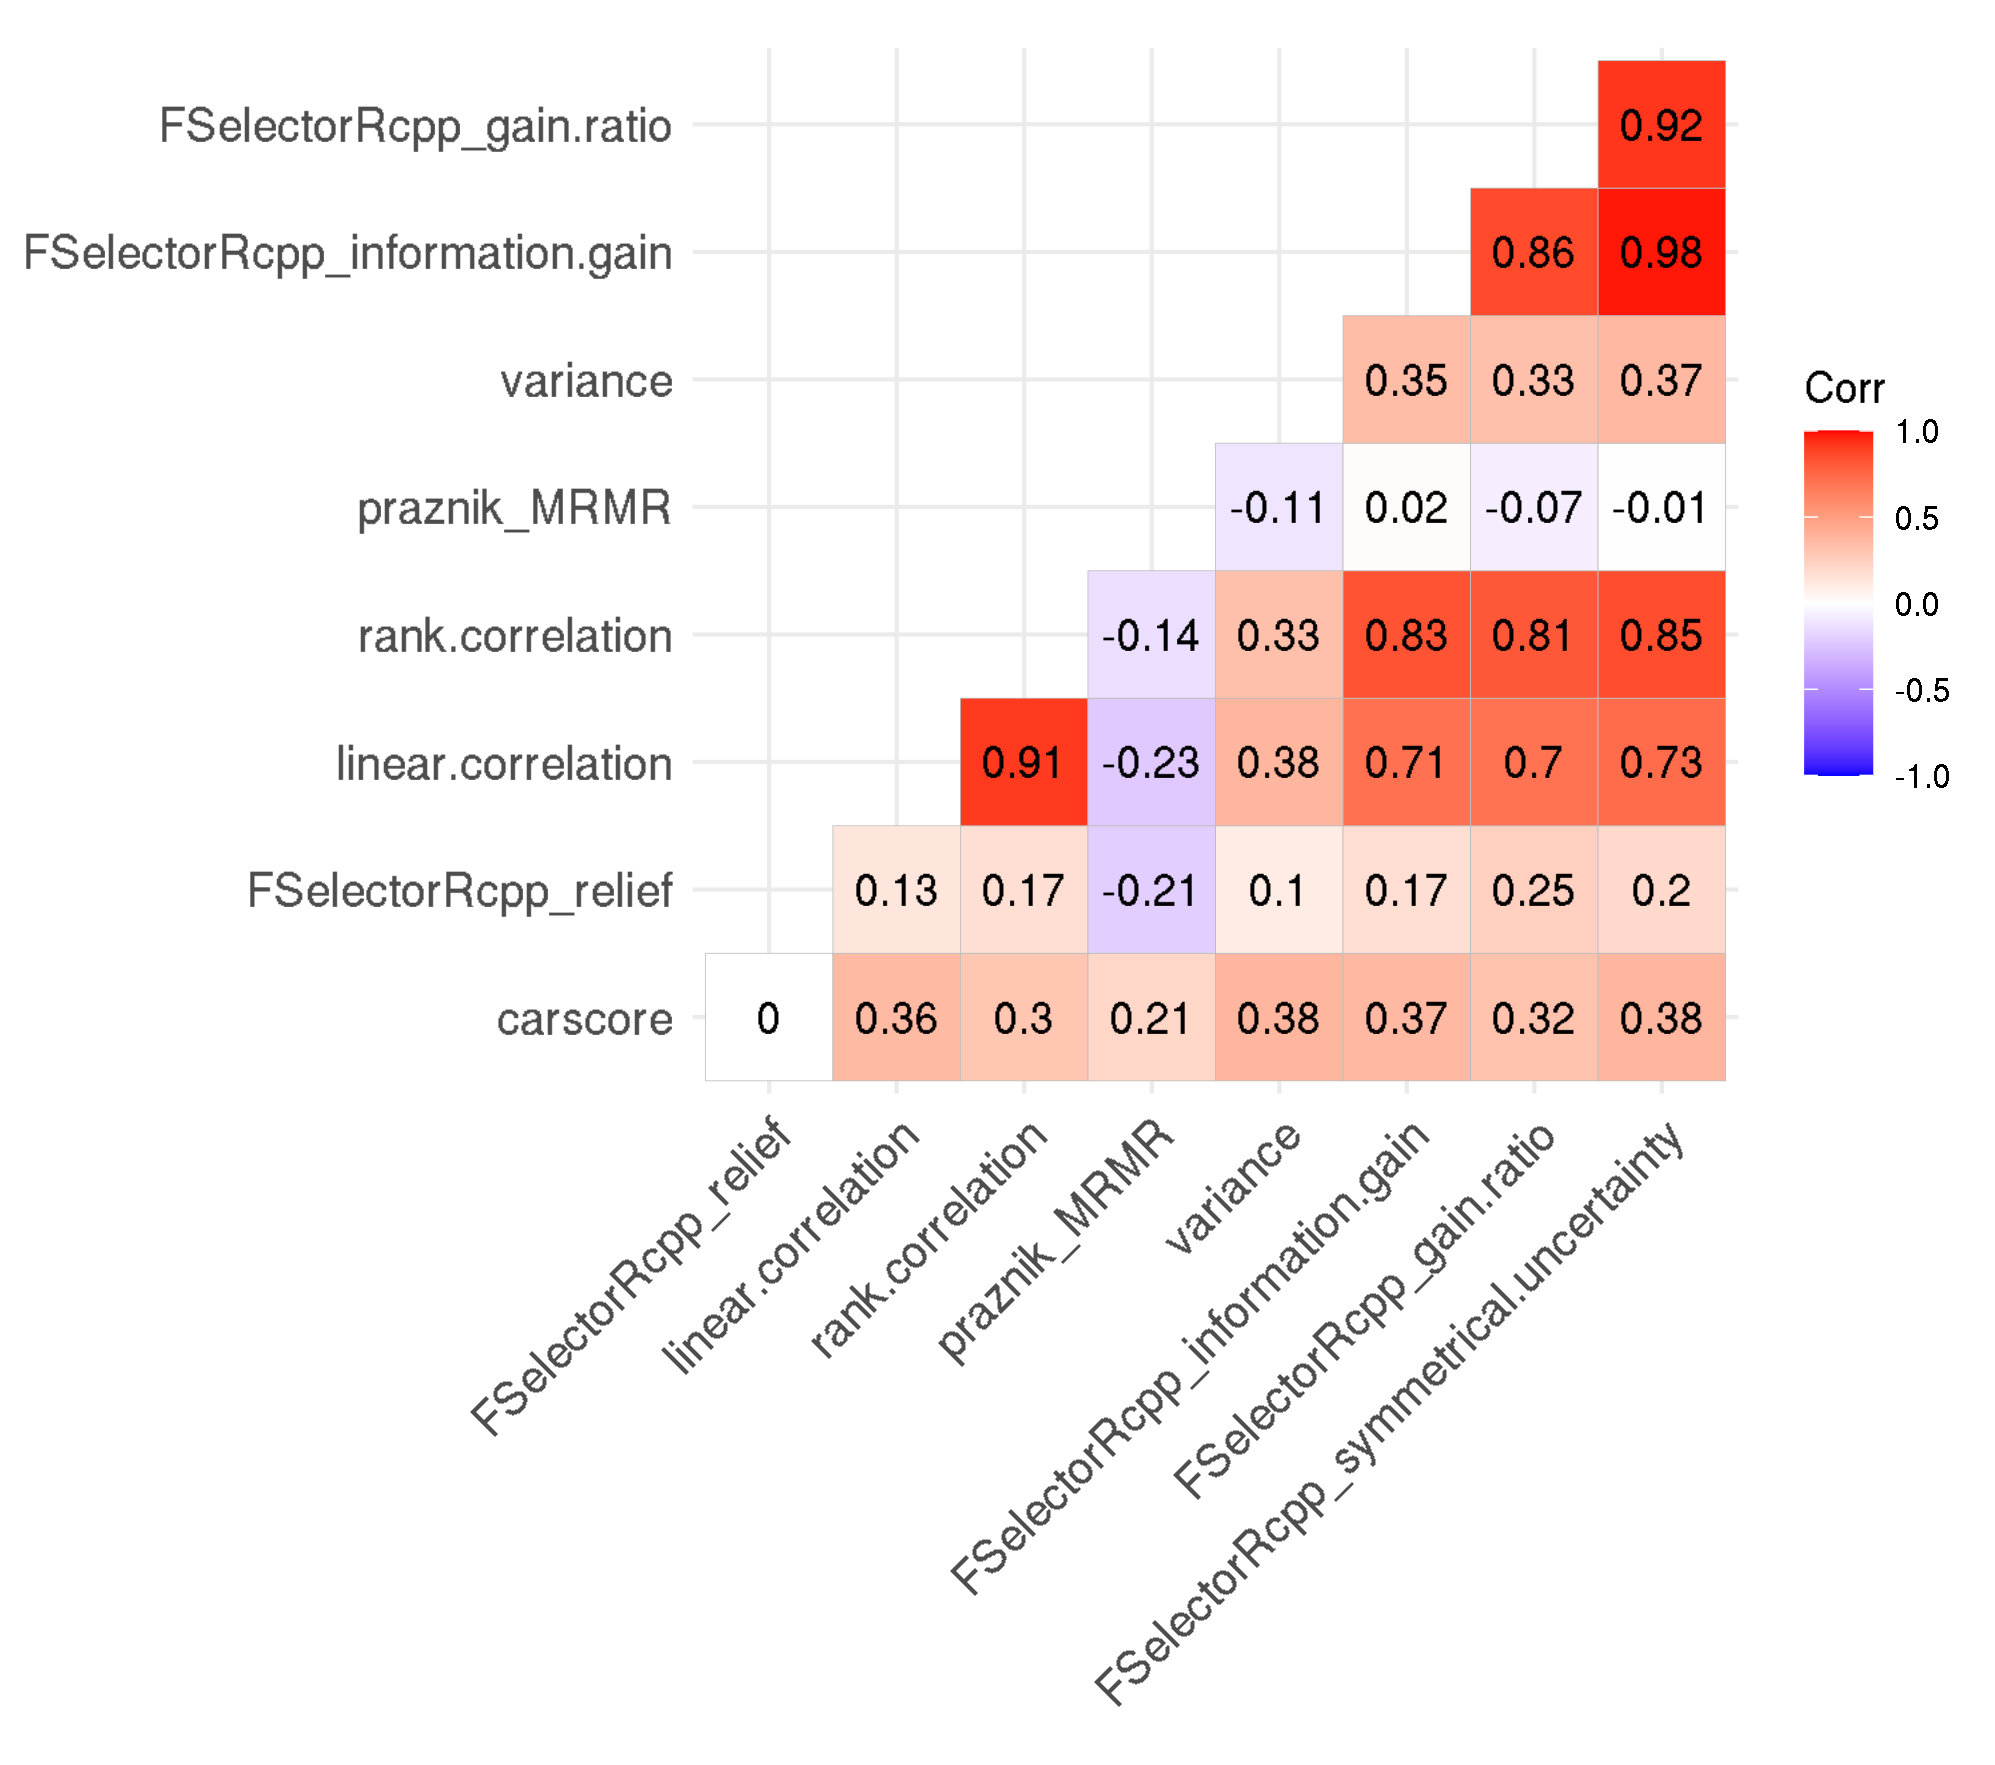 FSelectorRcpp_gain.ratio 0.92
FSelectorRcpp_information.gain 0.86 0.98
variance 0.35 0.33 0.37
praznik_MRMR -0.11 0.02 -0.07 -0.01
rank.correlation -0.14 0.33 0.83 0.81 0.85
linear.correlation 0.91 -0.23 0.38 0.71 0.7 0.73
FSelectorRcpp_relief 0.13 0.17 -0.21 0.1 0.17 0.25 0.2
carscore 0 0.36 0.3 0.21 0.38 0.37 0.32 0.38
FSelectorRcpp_relief
linear.correlation
rank.correlation
praznik_MRMR
variance
FSelectorRcpp_information.gain
FSelectorRcpp_gain.ratio
FSelectorRcpp_symmetrical.uncertainty
Corr
1.0
0.5
0.0
-0.5
-1.0